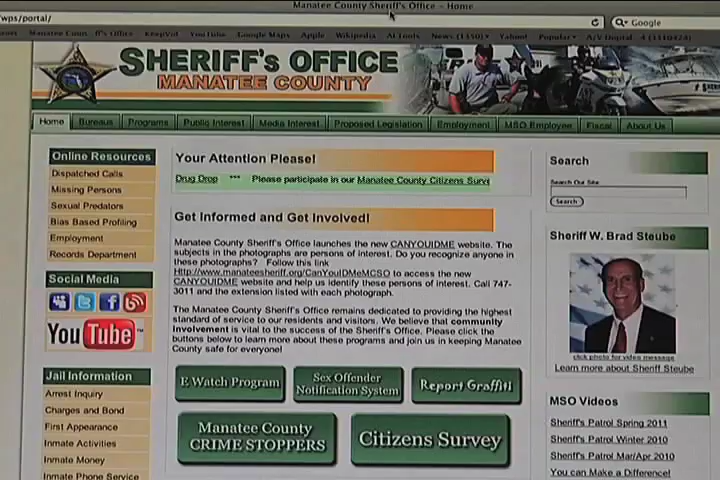 Manatee County Sheriff's Office - Home
wps/portal/
Google
KeepVid YouTube Google Maps Apple Wikipedia AJ Tools News (1350) Yahoo! Popular
SHERIFF'S OFFICE
MANATEE COUNTY
Home Bureaus Programs Public Interest Media Interest Proposed Legislation Employment MSO Employee Fiscal About Us
Online Resources
Dispatched Calls
Missing Persons
Sexual Predators
Bias Based Profiling
Employment
Records Department
Social Media
You Tube
Jail Information
Arrest Inquiry
Charges and Bond
First Appearance
Inmate Activities
Inmate Money
Inmate Phone Service
Your Attention Please!
Drug Drop *** Please participate in our Manatee County Citizens Surve
Get Informed and Get Involved!
Manatee County Sheriff's Office launches the new CANYOUIDME website. The
subjects in the photographs are persons of interest. Do you recognize anyone in
these photographs? Follow this link
Http://www.manateesheriff.org/CanYouIDMeMCSO to access the new
CANYOUIDME website and help us identify these persons of interest. Call 747-
3011 and the extension listed with each photograph.
The Manatee County Sheriff's Office remains dedicated to providing the highest
standard of service to our residents and visitors. We believe that community
Involvement is vital to the success of the Sheriff's Office. Please click the
buttons below to learn more about these programs and join us in keeping Manatee
County safe for everyone!
E Watch Program
Sex Offender
Notification System
Report Graffiti
Manatee County
CRIME STOPPERS
Citizens Survey
Search
Search Our Site:
Search
Sheriff W. Brad Steube
click photo for video message
Learn more about Sheriff Steube
MSO Videos
Sheriff's Patrol Spring 2011
Sheriff's Patrol Winter 2010
Sheriff's Patrol Mar/Apr 2010
You can Make a Difference!